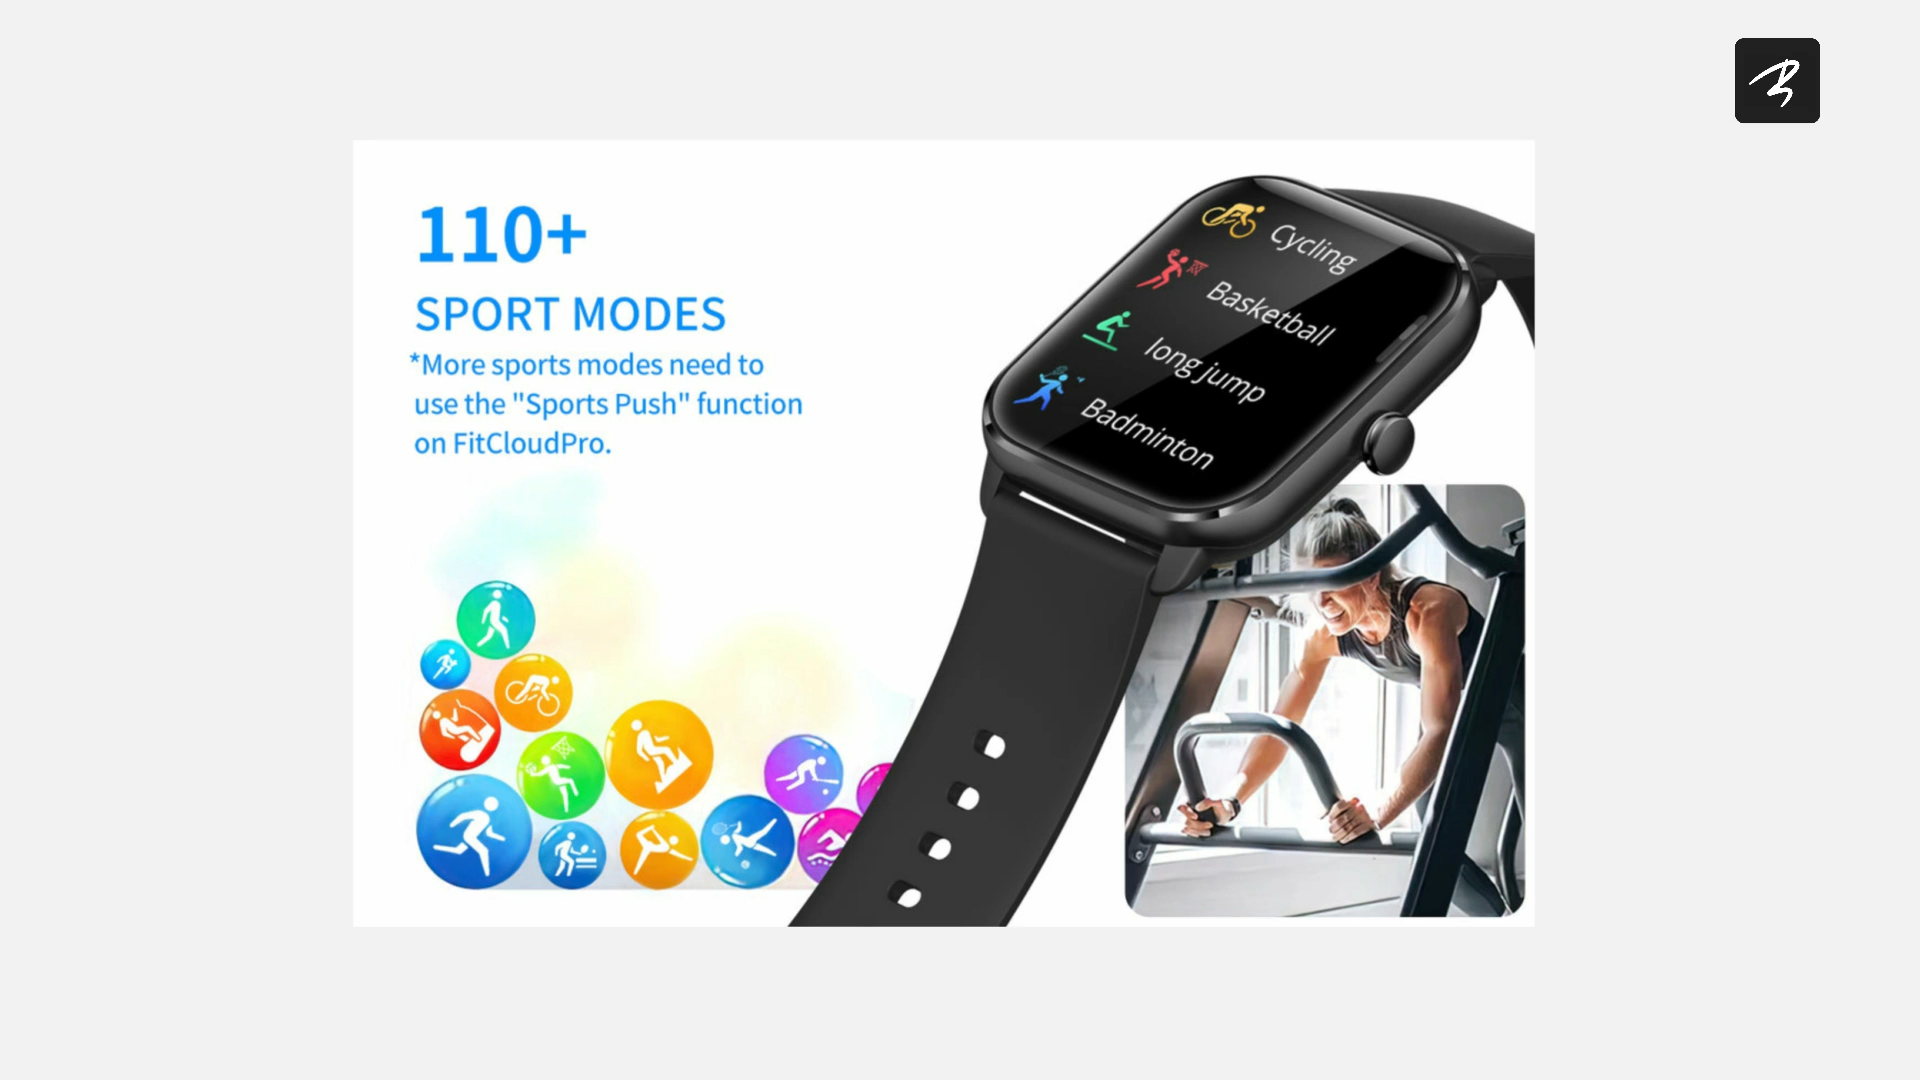 110+
SPORT MODES
*More sports modes need to
use the "Sports Push" function
on FitCloudPro.
Cycling
Basketball
long jump
Badminton